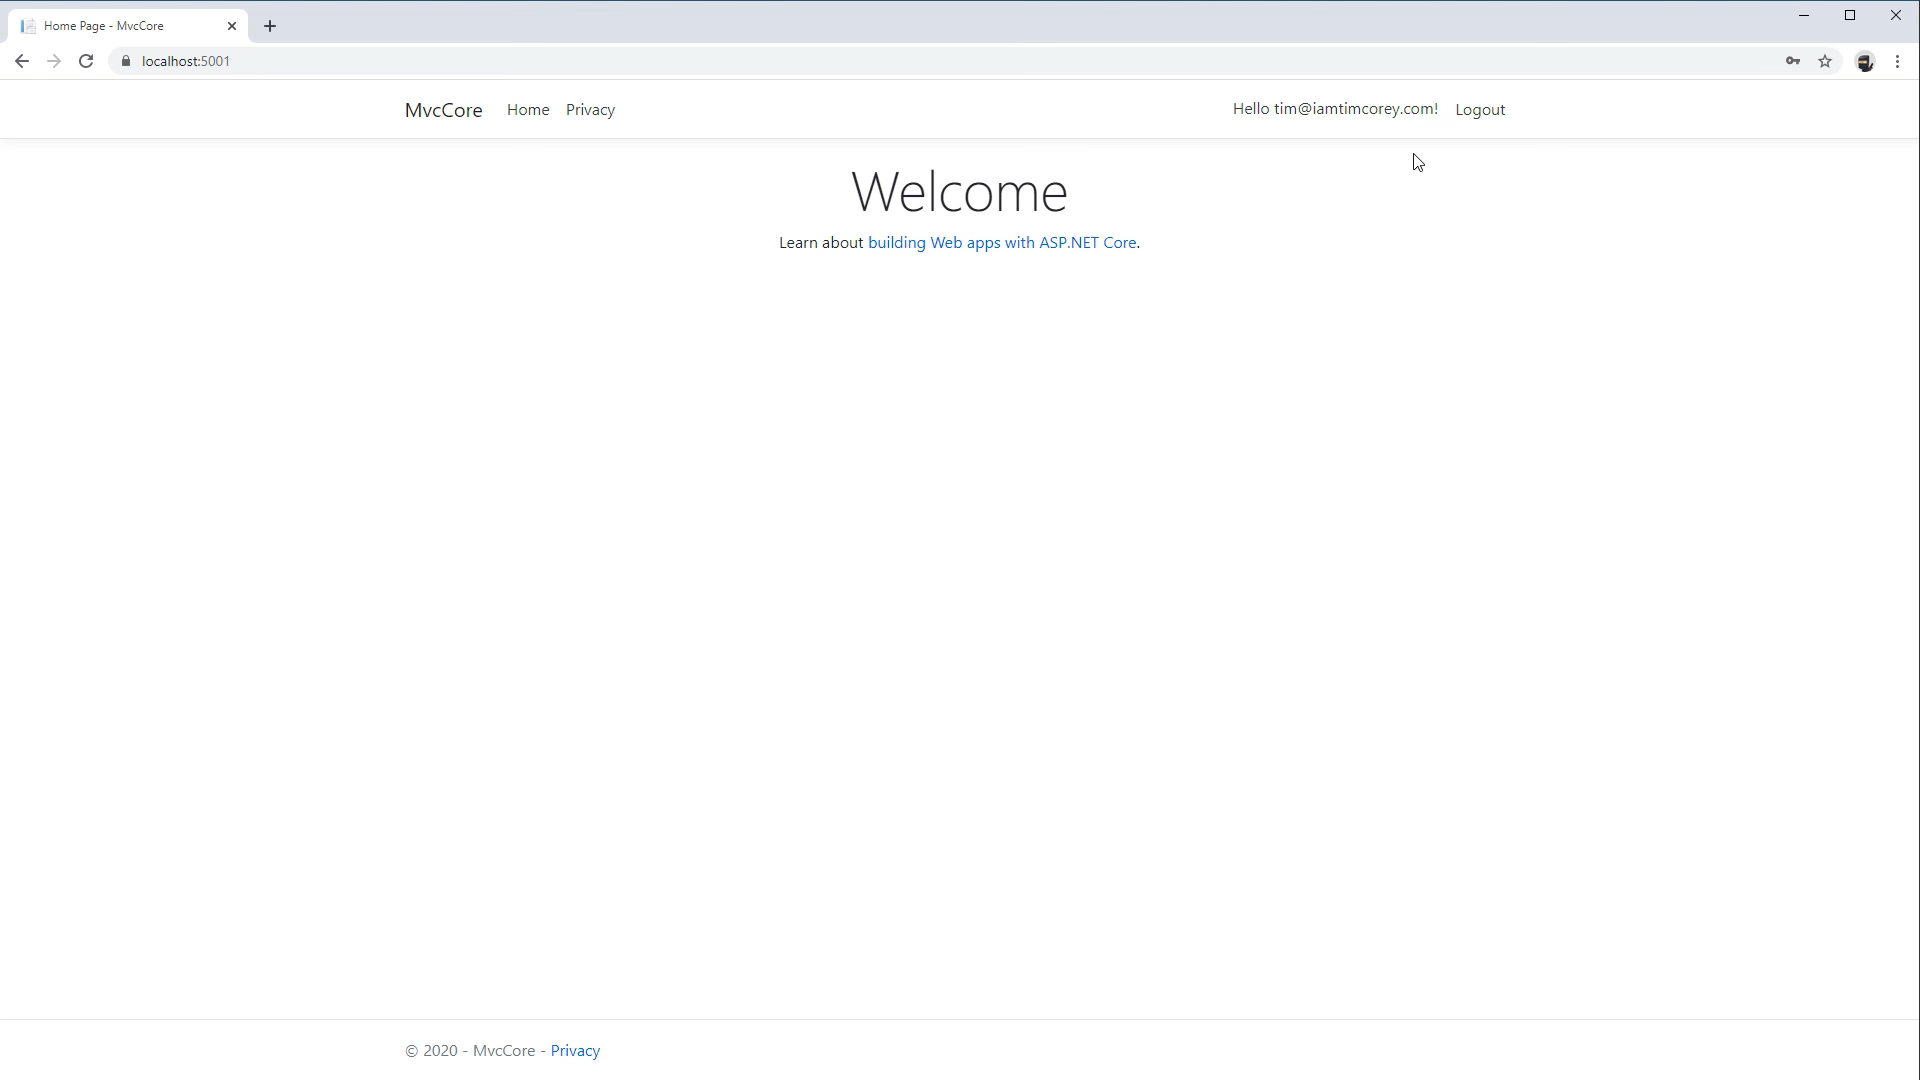 Home Page - MvcCore
localhost:5001
MvcCore Home Privacy Hello tim@iamtimcorey.com! Logout
Welcome
Learn about building Web apps with ASP.NET Core.
© 2020 - MvcCore - Privacy